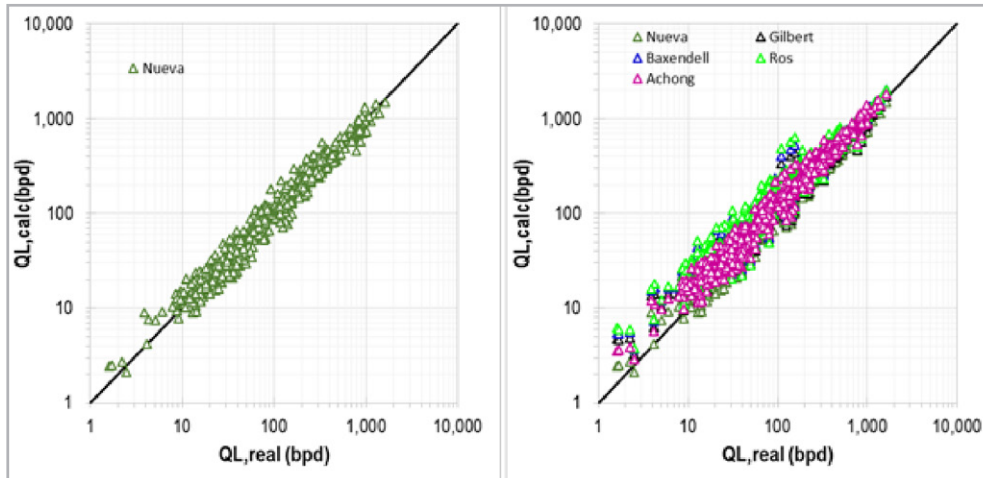 10,000
1,000
100
10
1
QL,calc(bpd)
Nueva
1 10 100 1,000 10,000
QL,real (bpd)
10,000
1,000
100
10
1
QL,calc(bpd)
Nueva Gilbert
Baxendell Ros
Achong
1 10 100 1,000 10,000
QL,real (bpd)